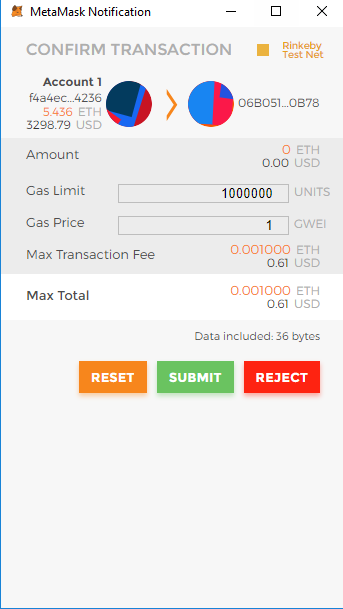 MetaMask Notification
CONFIRM TRANSACTION
Rinkeby
Test Net
Account 1
f4a4ec...4236
5.436 ETH
3298.79 USD
06B051...0B78
Amount
0 ETH
0.00 USD
Gas Limit
1000000 UNITS
Gas Price
1 GWEI
Max Transaction Fee
0.001000 ETH
0.61 USD
Max Total
0.001000 ETH
0.61 USD
Data included: 36 bytes
RESET SUBMIT REJECT